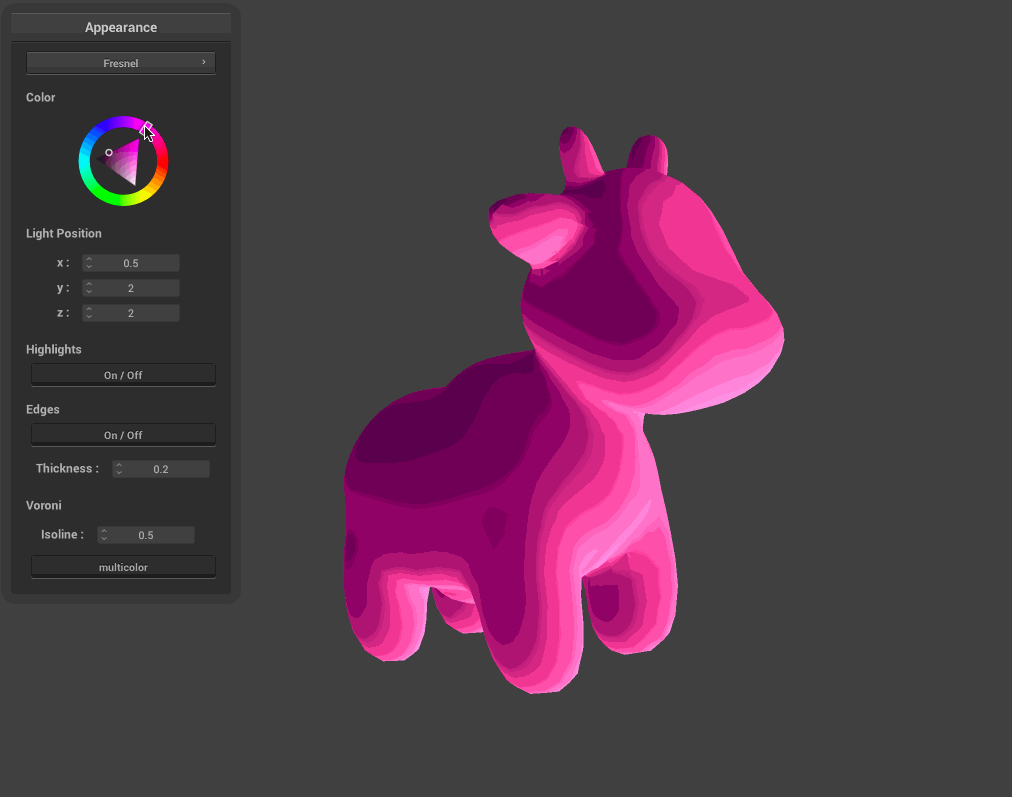 Appearance
Fresnel
Color
Light Position
x : 0.5
y : 2
z : 2
Highlights
On / Off
Edges
On / Off
Thickness : 0.2
Voroni
Isoline : 0.5
multicolor